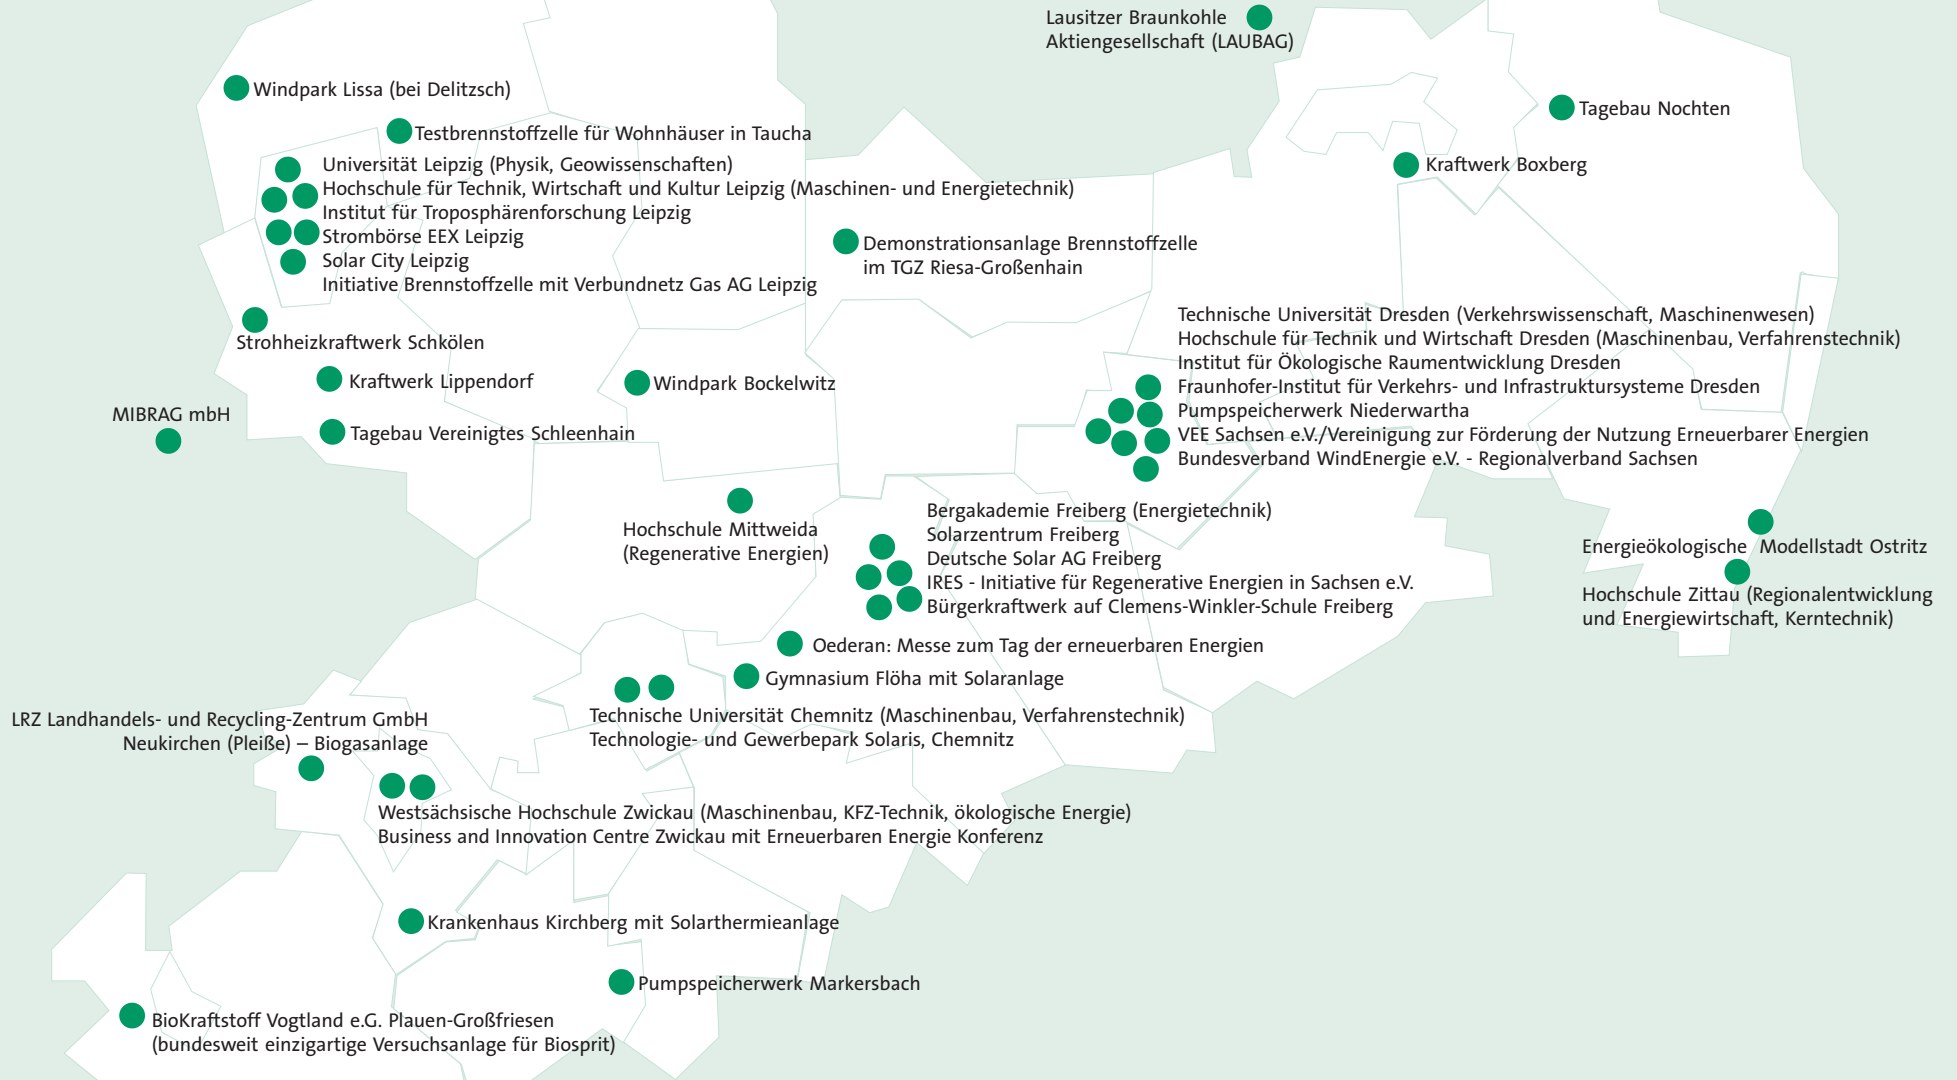 Lausitzer Braunkohle
Aktiengesellschaft (LAUBAG)
Windpark Lissa (bei Delitzsch)
Tagebau Nochten
Testbrennstoffzelle für Wohnhäuser in Taucha
Kraftwerk Boxberg
Universität Leipzig (Physik, Geowissenschaften)
Hochschule für Technik, Wirtschaft und Kultur Leipzig (Maschinen- und Energietechnik)
Institut für Troposphärenforschung Leipzig
Strombörse EEX Leipzig
Solar City Leipzig
Initiative Brennstoffzelle mit Verbundnetz Gas AG Leipzig
Demonstrationsanlage Brennstoffzelle
im TGZ Riesa-Großenhain
Technische Universität Dresden (Verkehrswissenschaft, Maschinenwesen)
Hochschule für Technik und Wirtschaft Dresden (Maschinenbau, Verfahrenstechnik)
Institut für Ökologische Raumentwicklung Dresden
Fraunhofer-Institut für Verkehrs- und Infrastruktursysteme Dresden
Pumpspeicherwerk Niederwartha
VEE Sachsen e.V./Vereinigung zur Förderung der Nutzung Erneuerbarer Energien
Bundesverband WindEnergie e.V. - Regionalverband Sachsen
Strohheizkraftwerk Schkölen
Kraftwerk Lippendorf
Windpark Bockelwitz
MIBRAG mbH
Tagebau Vereinigtes Schleenhain
Hochschule Mittweida
(Regenerative Energien)
Bergakademie Freiberg (Energietechnik)
Solarzentrum Freiberg
Deutsche Solar AG Freiberg
IRES - Initiative für Regenerative Energien in Sachsen e.V.
Bürgerkraftwerk auf Clemens-Winkler-Schule Freiberg
Energieökologische Modellstadt Ostritz
Hochschule Zittau (Regionalentwicklung
und Energiewirtschaft, Kerntechnik)
Oederan: Messe zum Tag der erneuerbaren Energien
Gymnasium Flöha mit Solaranlage
Technische Universität Chemnitz (Maschinenbau, Verfahrenstechnik)
Technologie- und Gewerbepark Solaris, Chemnitz
LRZ Landhandels- und Recycling-Zentrum GmbH
Neukirchen (Pleiße) – Biogasanlage
Westsächsische Hochschule Zwickau (Maschinenbau, KFZ-Technik, ökologische Energie)
Business and Innovation Centre Zwickau mit Erneuerbaren Energie Konferenz
Krankenhaus Kirchberg mit Solarthermieanlage
Pumpspeicherwerk Markersbach
BioKraftstoff Vogtland e.G. Plauen-Großfriesen
(bundesweit einzigartige Versuchsanlage für Biosprit)